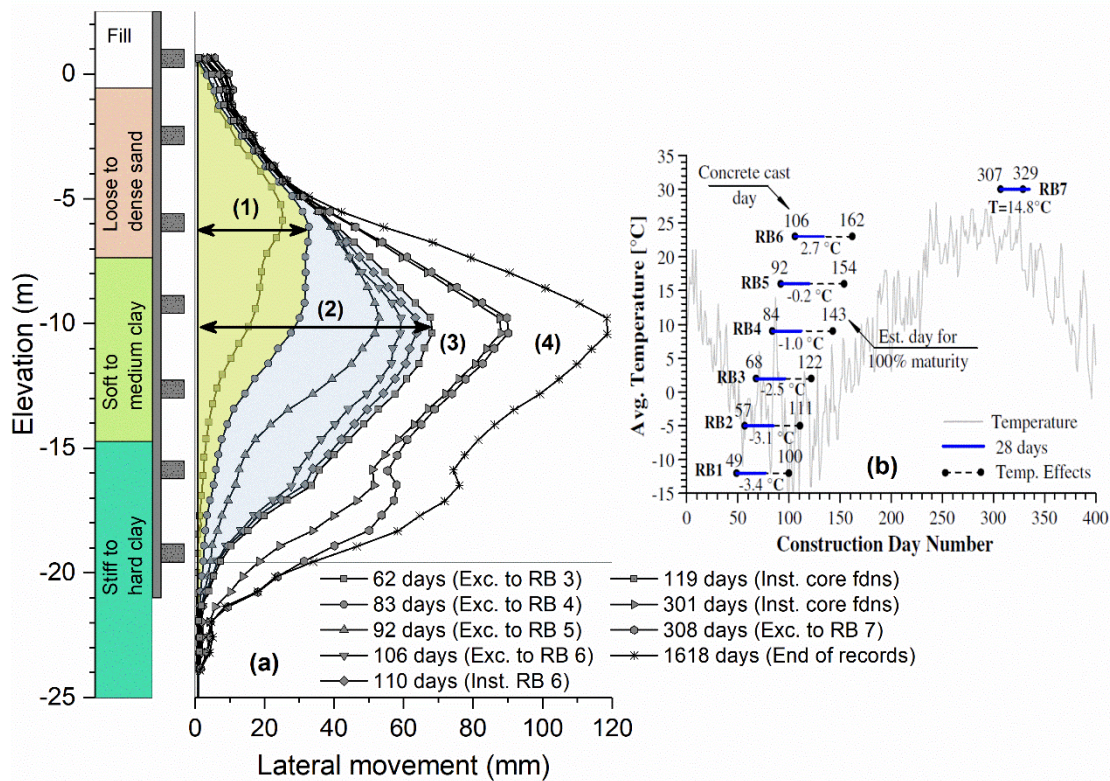 Fill
Loose to
dense sand
Soft to
medium clay
Stiff to
hard clay
Elevation (m)
0
-5
-10
-15
-20
-25
(1)
(2)
(3)
(4)
(a)
62 days (Exc. to RB 3)
83 days (Exc. to RB 4)
92 days (Exc. to RB 5)
106 days (Exc. to RB 6)
110 days (Inst. RB 6)
119 days (Inst. core fdns)
301 days (Inst. core fdns)
308 days (Exc. to RB 7)
1618 days (End of records)
0 20 40 60 80 100 120
Lateral movement (mm)
Avg. Temperature [°C]
35
30
25
20
15
10
5
0
-5
-10
-15
Concrete cast
day
307 329
RB7
T=14.8°C
106 162
RB6
2.7 °C
92 154
RB5
-0.2 °C
84 143
RB4
-1.0 °C
Est. day for
100% maturity
68 122
RB3
-2.5 °C
57 111
RB2
-3.1 °C
49 100
RB1
-3.4 °C
(b)
Temperature
28 days
Temp. Effects
0 50 100 150 200 250 300 350 400
Construction Day Number